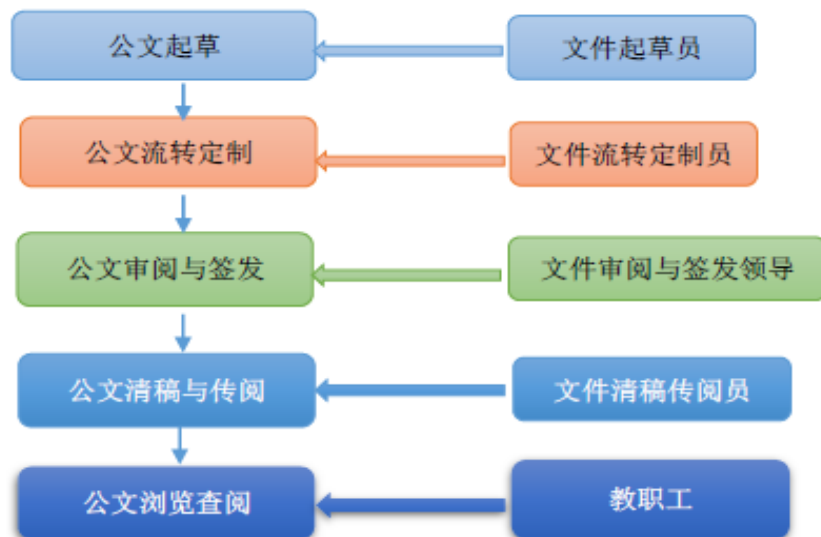 公文起草
文件起草员
公文流转定制
文件流转定制员
公文审阅与签发
文件审阅与签发领导
公文清稿与传阅
文件清稿传阅员
公文浏览查阅
教职工